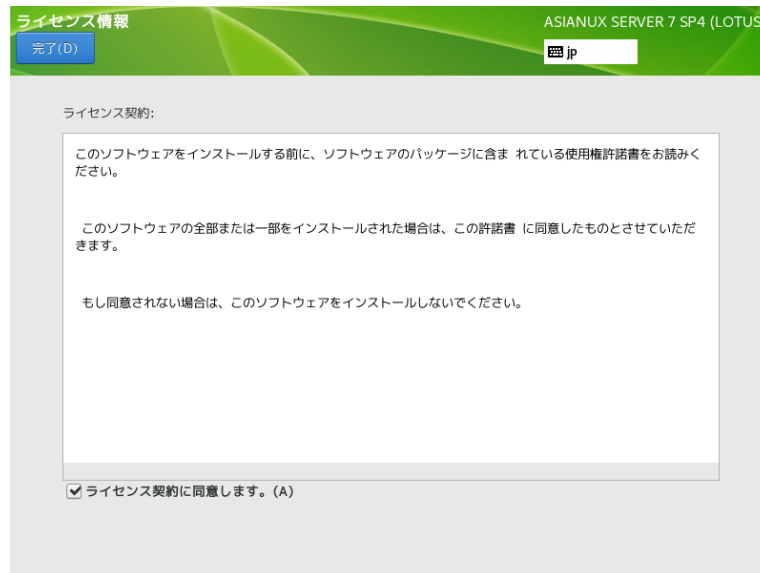 ライセンス情報
ASIANUX SERVER 7 SP4 (LOTUS
完了(D)
jp
ライセンス契約:
このソフトウェアをインストールする前に、ソフトウェアのパッケージに含ま れている使用権許諾書をお読みく
ださい。
このソフトウェアの全部または一部をインストールされた場合は、この許諾書 に同意したものとさせていただ
きます。
もし同意されない場合は、このソフトウェアをインストールしないでください。
ライセンス契約に同意します。(A)